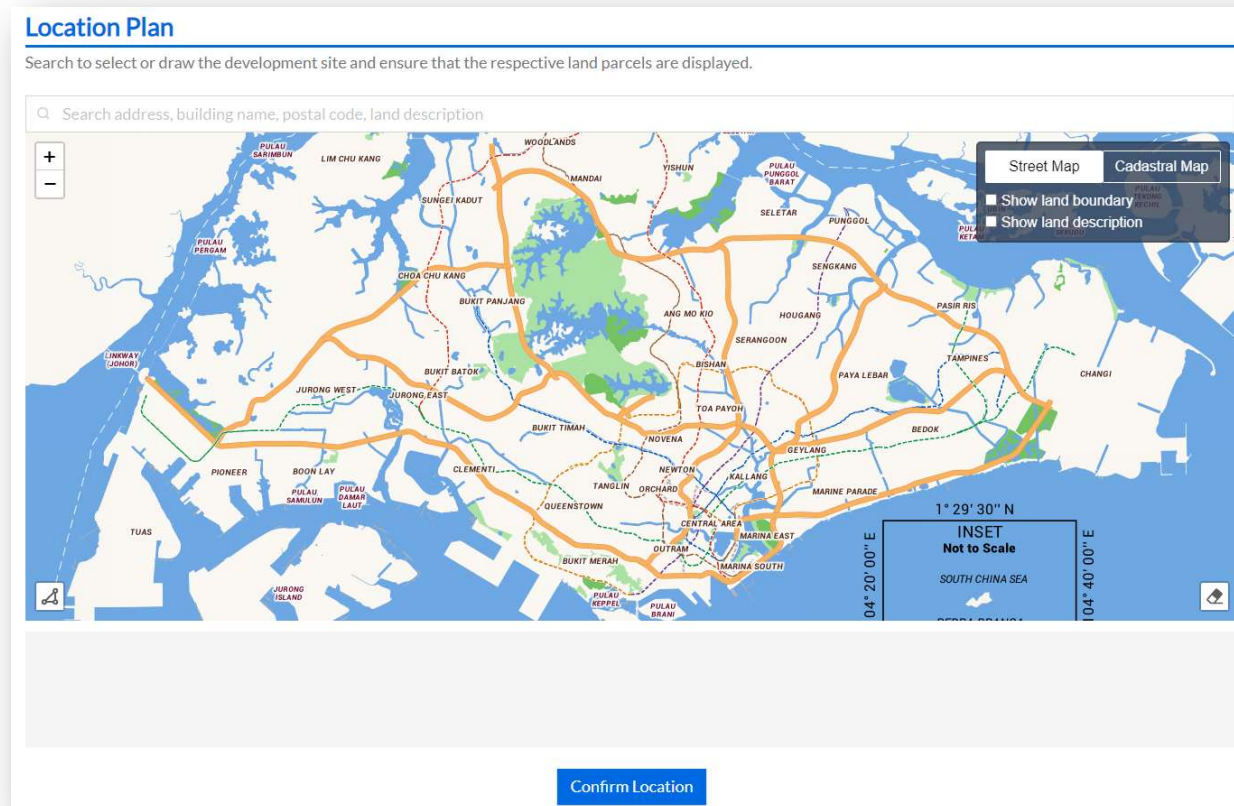 Location Plan
Search to select or draw the development site and ensure that the respective land parcels are displayed.
Search address, building name, postal code, land description
+
−
Street Map
Cadastral Map
Show land boundary
Show land description
WOODLANDS
PULAU
SARIMBUN
LIM CHU KANG
MANDAI
YISHUN
PULAU
PUNGGOL
BARAT
SUNGEI KADUT
SELETAR
PUNGGOL
PULAU
PERGAM
SENGKANG
CHOA CHU KANG
BUKIT PANJANG
ANG MO KIO
HOUGANG
PASIR RIS
SERANGOON
LINKWAY
(JOHOR)
BUKIT BATOK
BISHAN
TAMPINES
CHANGI
JURONG WEST
JURONG EAST
PAYA LEBAR
TOA PAYOH
BUKIT TIMAH
NOVENA
BEDOK
GEYLANG
PIONEER
BOON LAY
CLEMENTI
NEWTON
KALLANG
TANGLIN
ORCHARD
PULAU
SAMULUN
PULAU
DAMAR
LAUT
MARINE PARADE
QUEENSTOWN
CENTRAL AREA
TUAS
MARINA EAST
OUTRAM
BUKIT MERAH
MARINA SOUTH
JURONG
ISLAND
PULAU
KEPPEL
PULAU
BRANI
1° 29' 30" N
INSET
Not to Scale
SOUTH CHINA SEA
04° 20' 00" E
104° 40' 00" E
Confirm Location